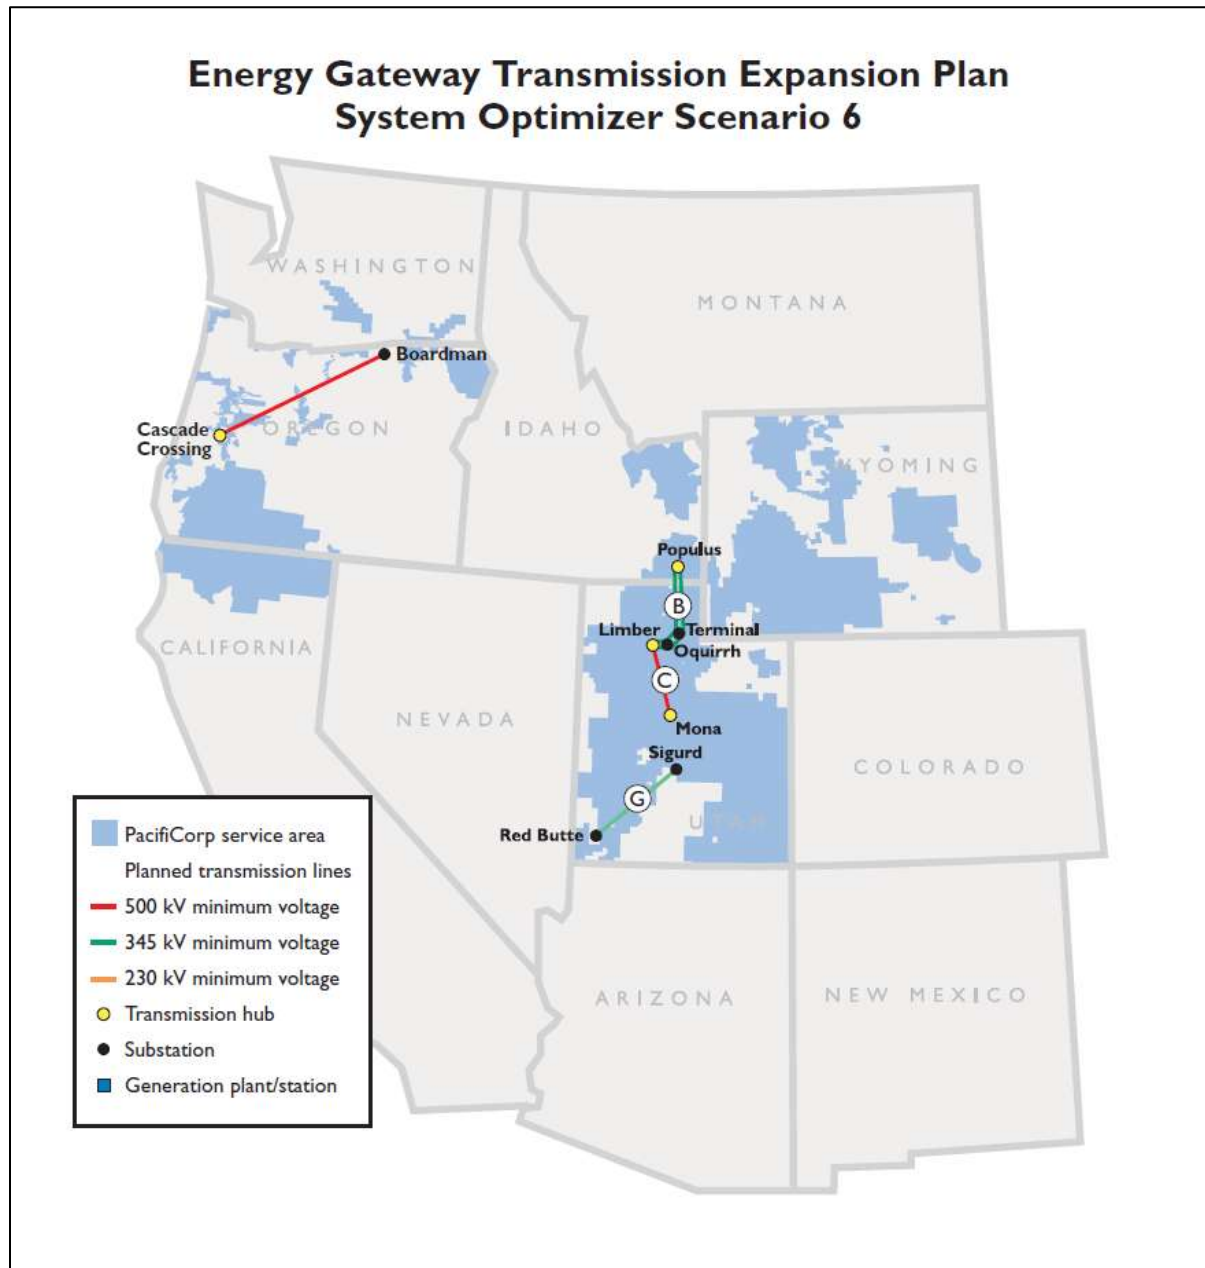 Energy Gateway Transmission Expansion Plan
System Optimizer Scenario 6
WASHINGTON
MONTANA
Boardman
Cascade
Crossing
OREGON
IDAHO
WYOMING
Populus
B
Limber
Terminal
Oquirrh
CALIFORNIA
C
NEVADA
Mona
Sigurd
COLORADO
G
UTAH
Red Butte
ARIZONA
NEW MEXICO
PacifiCorp service area
Planned transmission lines
500 kV minimum voltage
345 kV minimum voltage
230 kV minimum voltage
Transmission hub
Substation
Generation plant/station